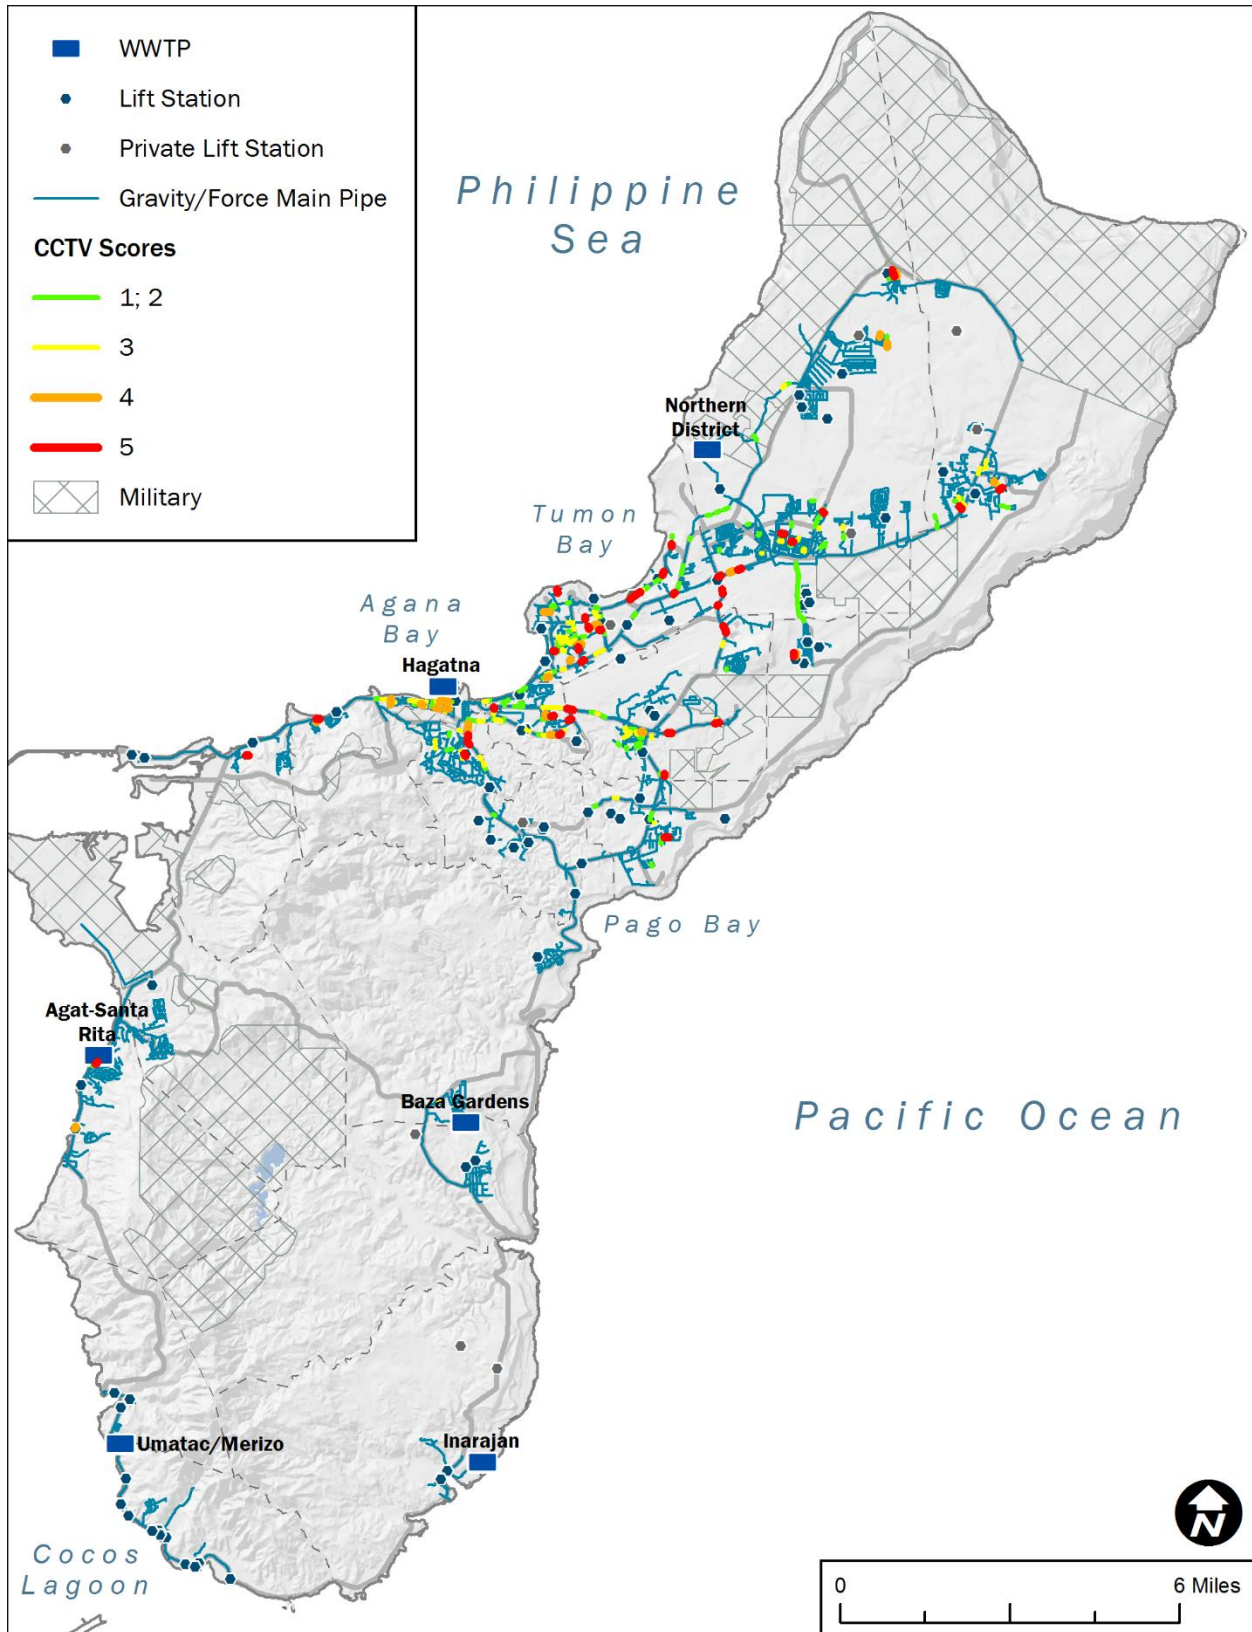 WWTP
Lift Station
Private Lift Station
Gravity/Force Main Pipe
CCTV Scores
1; 2
3
4
5
Military
Philippine
Sea
Northern
District
Tumon
Bay
Agana
Bay
Hagatna
Pago Bay
Agat-Santa
Rita
Baza Gardens
Pacific Ocean
Umatac/Merizo
Inarajan
Cocos
Lagoon
N
0 6 Miles